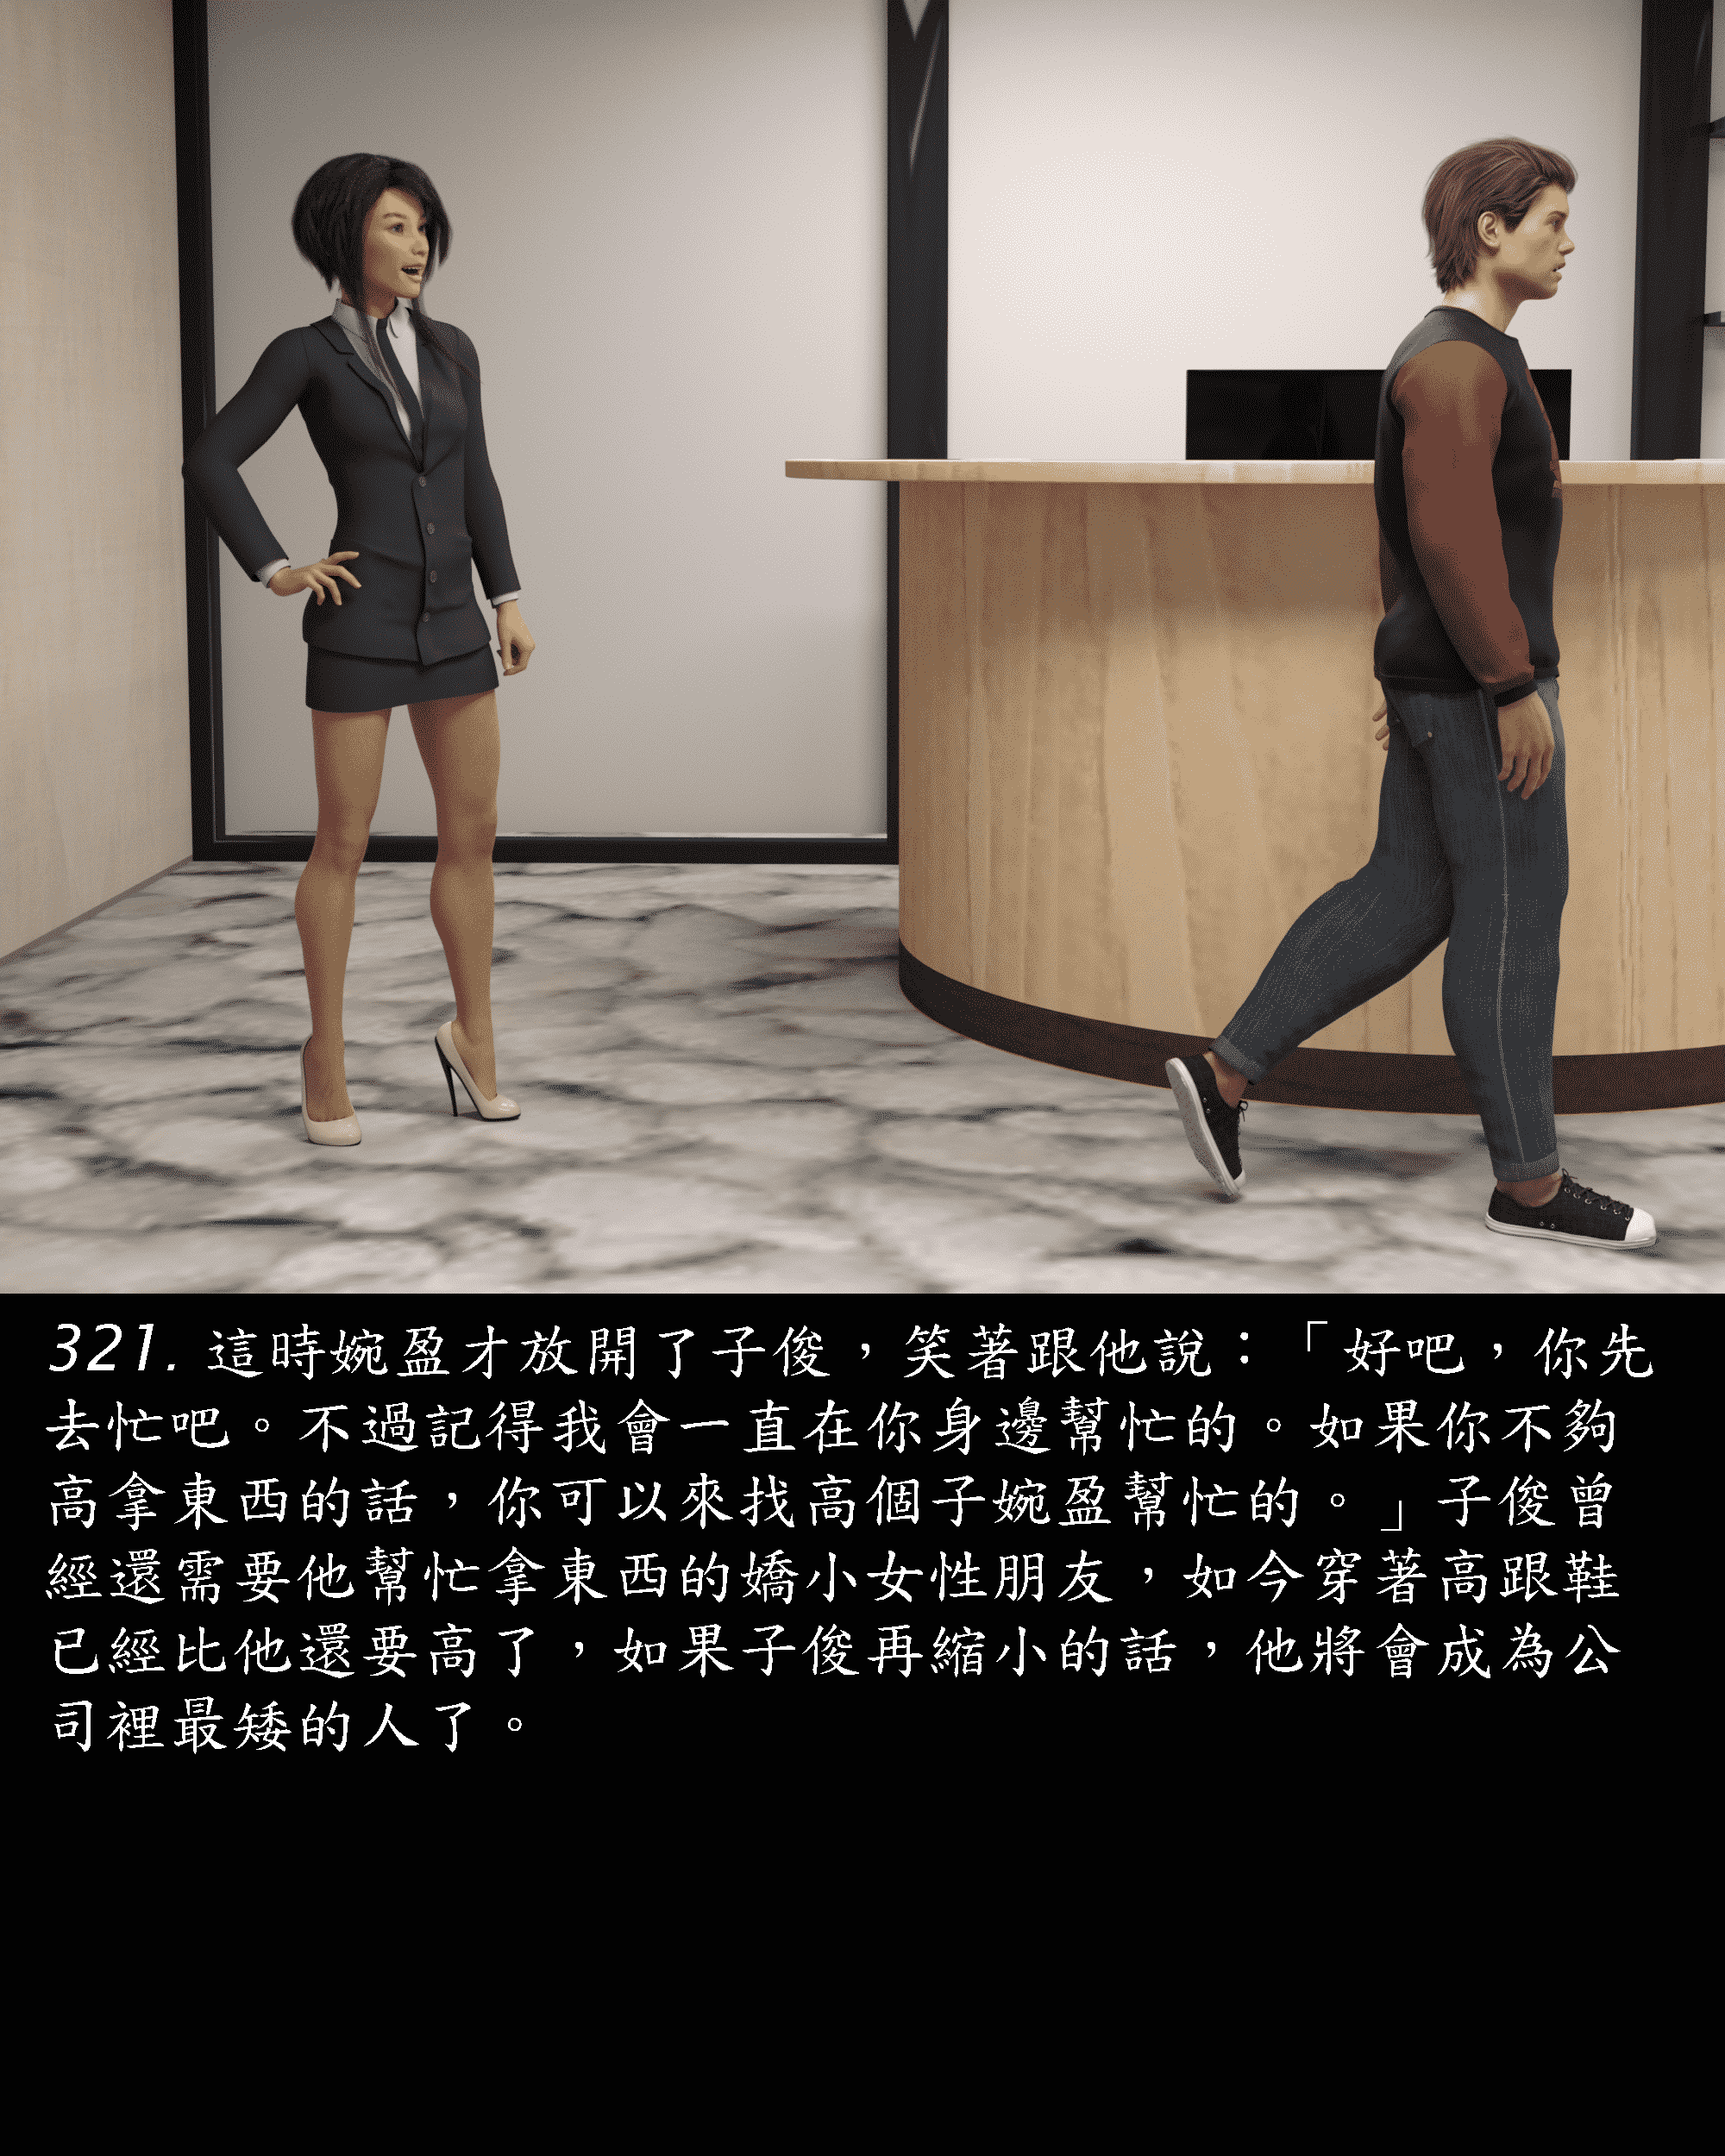 321. 這時婉盈才放開了子俊，笑著跟他說：「好吧，你先
去忙吧。不過記得我會一直在你身邊幫忙的。如果你不夠
高拿東西的話，你可以來找高個子婉盈幫忙的。」子俊曾
經還需要他幫忙拿東西的嬌小女性朋友，如今穿著高跟鞋
已經比他還要高了，如果子俊再縮小的話，他將會成為公
司裡最矮的人了。